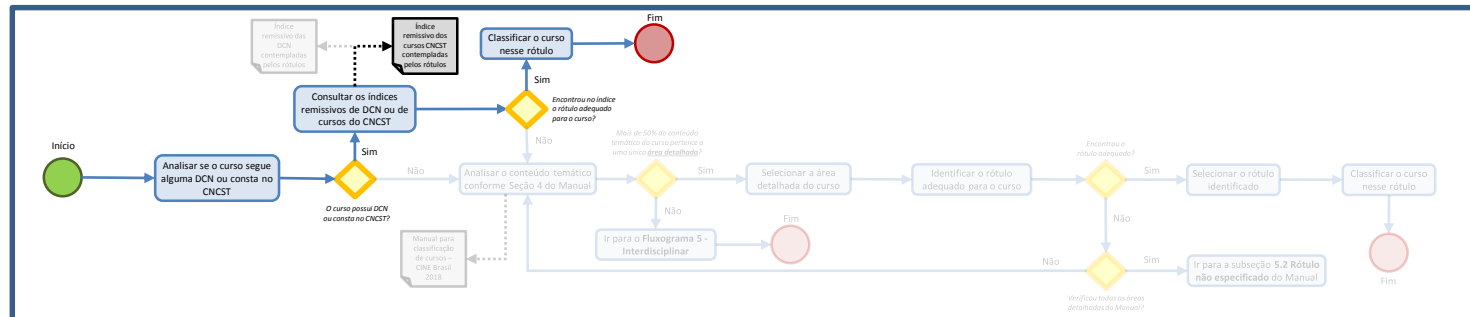 Índice
remissivo das
DCN
contempladas
pelos rótulos
Índice
remissivo dos
cursos CNCST
contemplados
pelos rótulos
Classificar o curso
nesse rótulo
Fim
Sim
Consultar os índices
remissivos de DCN ou de
cursos do CNCST
Encontrou no índice
o rótulo adequado
para o curso?
Início
Sim
Não
Analisar se o curso segue
alguma DCN ou consta no
CNCST
O curso possui DCN
ou consta no CNCST?
Não
Analisar o conteúdo temático
conforme Seção 4 do Manual
Mais de 50% do conteúdo
temático do curso pertence a
uma única área detalhada?
Sim
Selecionar a área
detalhada do curso
Identificar o rótulo
adequado para o curso
Encontrou o
rótulo adequado?
Sim
Selecionar o rótulo
identificado
Classificar o curso
nesse rótulo
Não
Não
Manual para
classificação
de cursos –
CINE Brasil
2018
Ir para o Fluxograma 5 -
Interdisciplinar
Fim
Não
Sim
Ir para a subseção 5.2 Rótulo
não especificado do Manual
Fim
Verificou todas as áreas
detalhadas do Manual?